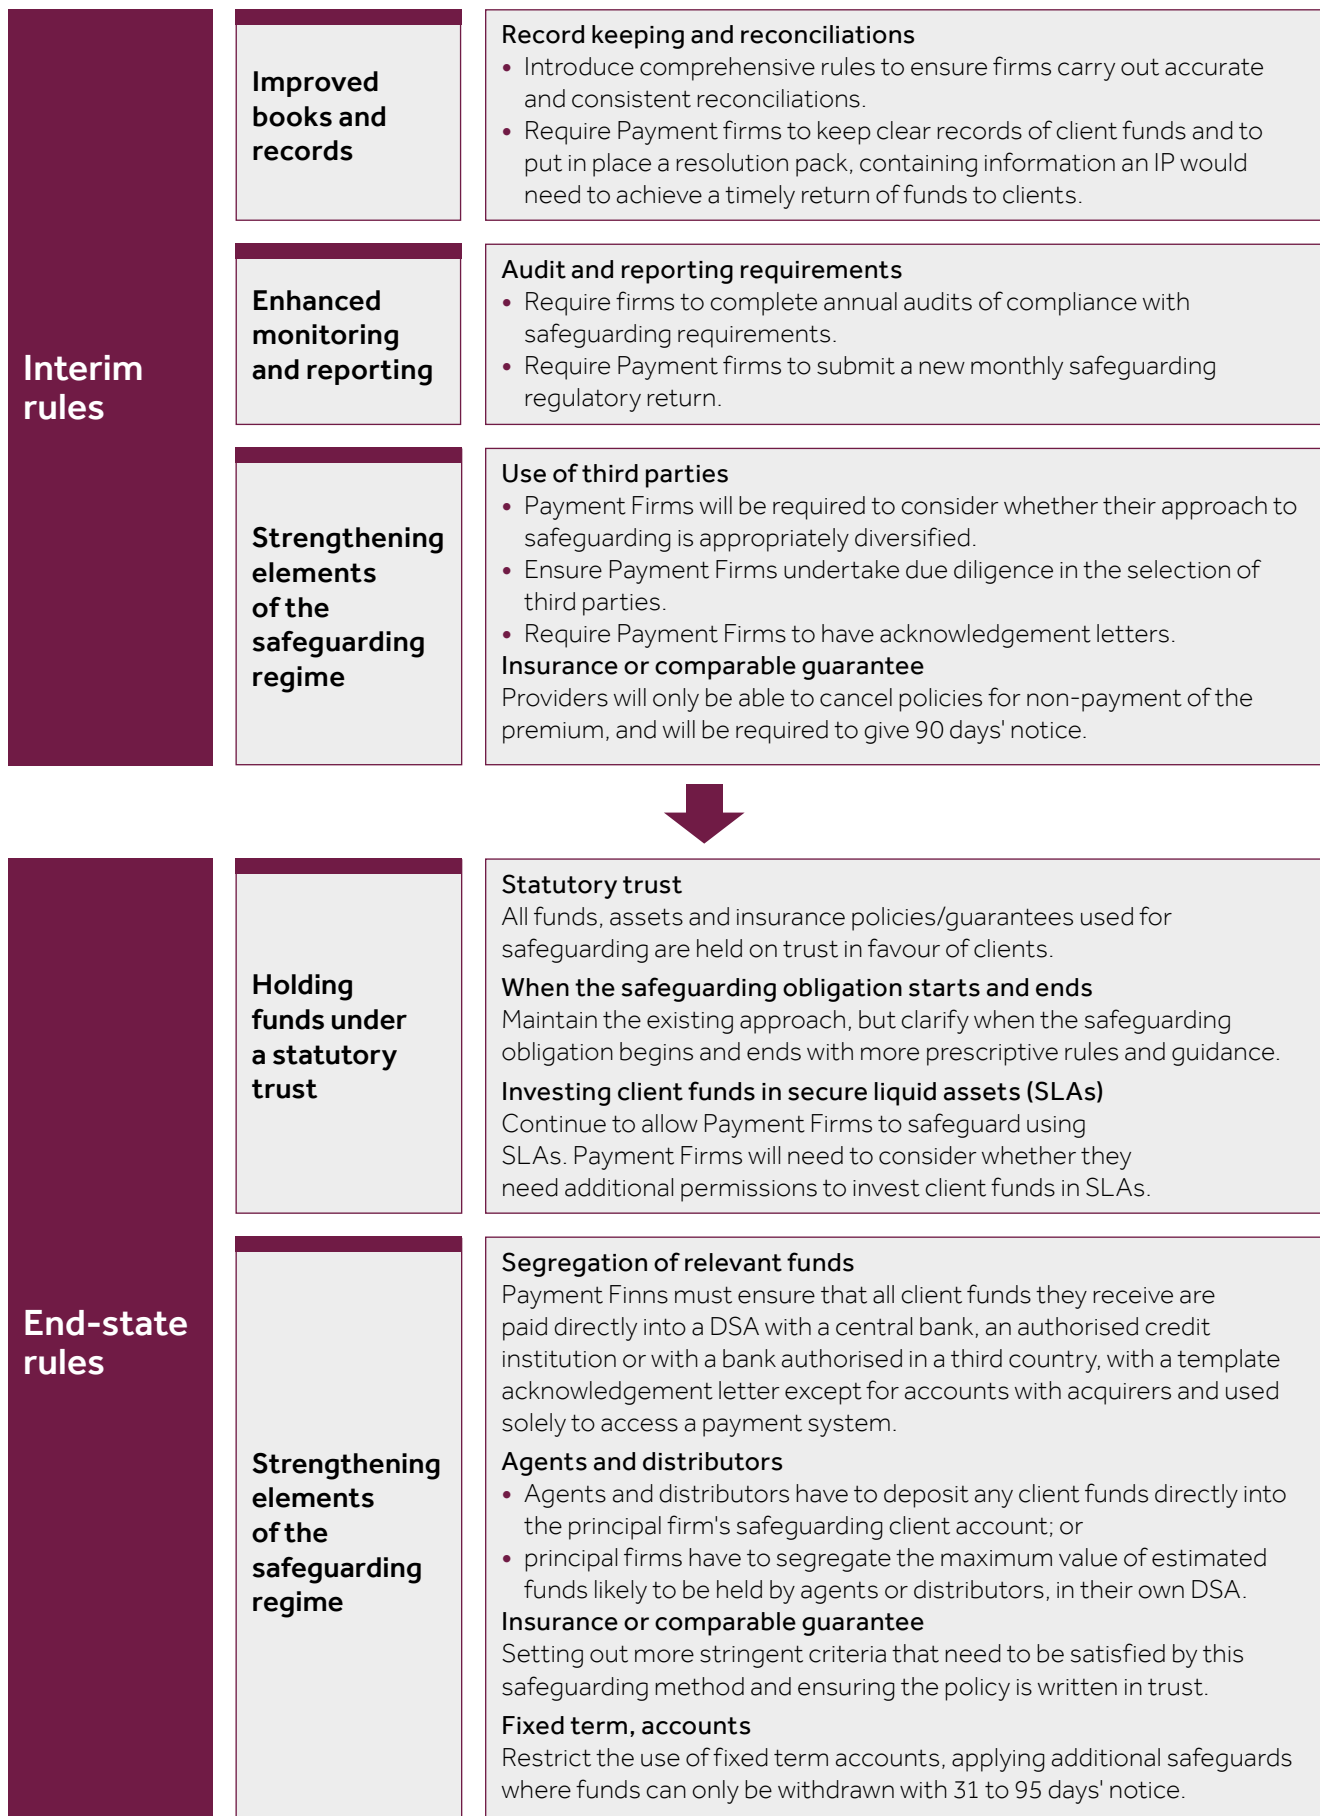 Interim
rules
Improved
books and
records
Record keeping and reconciliations
• Introduce comprehensive rules to ensure firms carry out accurate
and consistent reconciliations.
• Require Payment firms to keep clear records of client funds and to
put in place a resolution pack, containing information an IP would
need to achieve a timely return of funds to clients.
Enhanced
monitoring
and reporting
Audit and reporting requirements
• Require firms to complete annual audits of compliance with
safeguarding requirements.
• Require Payment firms to submit a new monthly safeguarding
regulatory return.
Strengthening
elements
of the
safeguarding
regime
Use of third parties
• Payment Firms will be required to consider whether their approach to
safeguarding is appropriately diversified.
• Ensure Payment Firms undertake due diligence in the selection of
third parties.
• Require Payment Firms to have acknowledgement letters.
Insurance or comparable guarantee
Providers will only be able to cancel policies for non-payment of the
premium, and will be required to give 90 days' notice.
End-state
rules
Holding
funds under
a statutory
trust
Statutory trust
All funds, assets and insurance policies/guarantees used for
safeguarding are held on trust in favour of clients.
When the safeguarding obligation starts and ends
Maintain the existing approach, but clarify when the safeguarding
obligation begins and ends with more prescriptive rules and guidance.
Investing client funds in secure liquid assets (SLAs)
Continue to allow Payment Firms to safeguard using
SLAs. Payment Firms will need to consider whether they
need additional permissions to invest client funds in SLAs.
Strengthening
elements
of the
safeguarding
regime
Segregation of relevant funds
Payment Finns must ensure that all client funds they receive are
paid directly into a DSA with a central bank, an authorised credit
institution or with a bank authorised in a third country, with a template
acknowledgement letter except for accounts with acquirers and used
solely to access a payment system.
Agents and distributors
• Agents and distributors have to deposit any client funds directly into
the principal firm's safeguarding client account; or
• principal firms have to segregate the maximum value of estimated
funds likely to be held by agents or distributors, in their own DSA.
Insurance or comparable guarantee
Setting out more stringent criteria that need to be satisfied by this
safeguarding method and ensuring the policy is written in trust.
Fixed term, accounts
Restrict the use of fixed term accounts, applying additional safeguards
where funds can only be withdrawn with 31 to 95 days' notice.